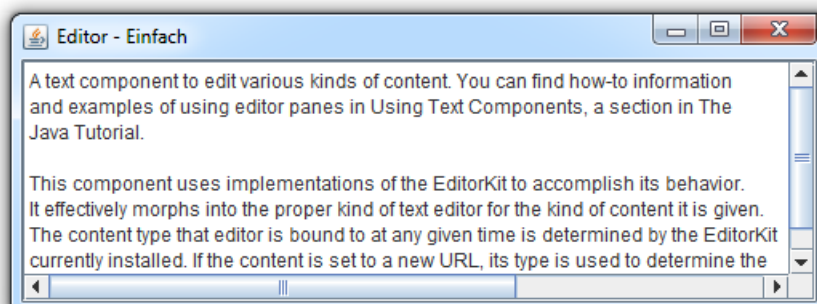 Editor - Einfach
A text component to edit various kinds of content. You can find how-to information
and examples of using editor panes in Using Text Components, a section in The
Java Tutorial.
This component uses implementations of the EditorKit to accomplish its behavior.
It effectively morphs into the proper kind of text editor for the kind of content it is given.
The content type that editor is bound to at any given time is determined by the EditorKit
currently installed. If the content is set to a new URL, its type is used to determine the